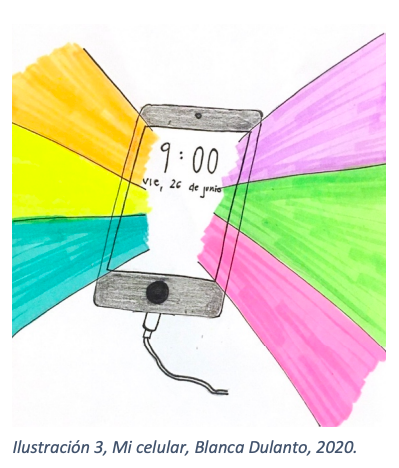 9:00
vie, 26 de junio
Ilustración 3, Mi celular, Blanca Dulanto, 2020.